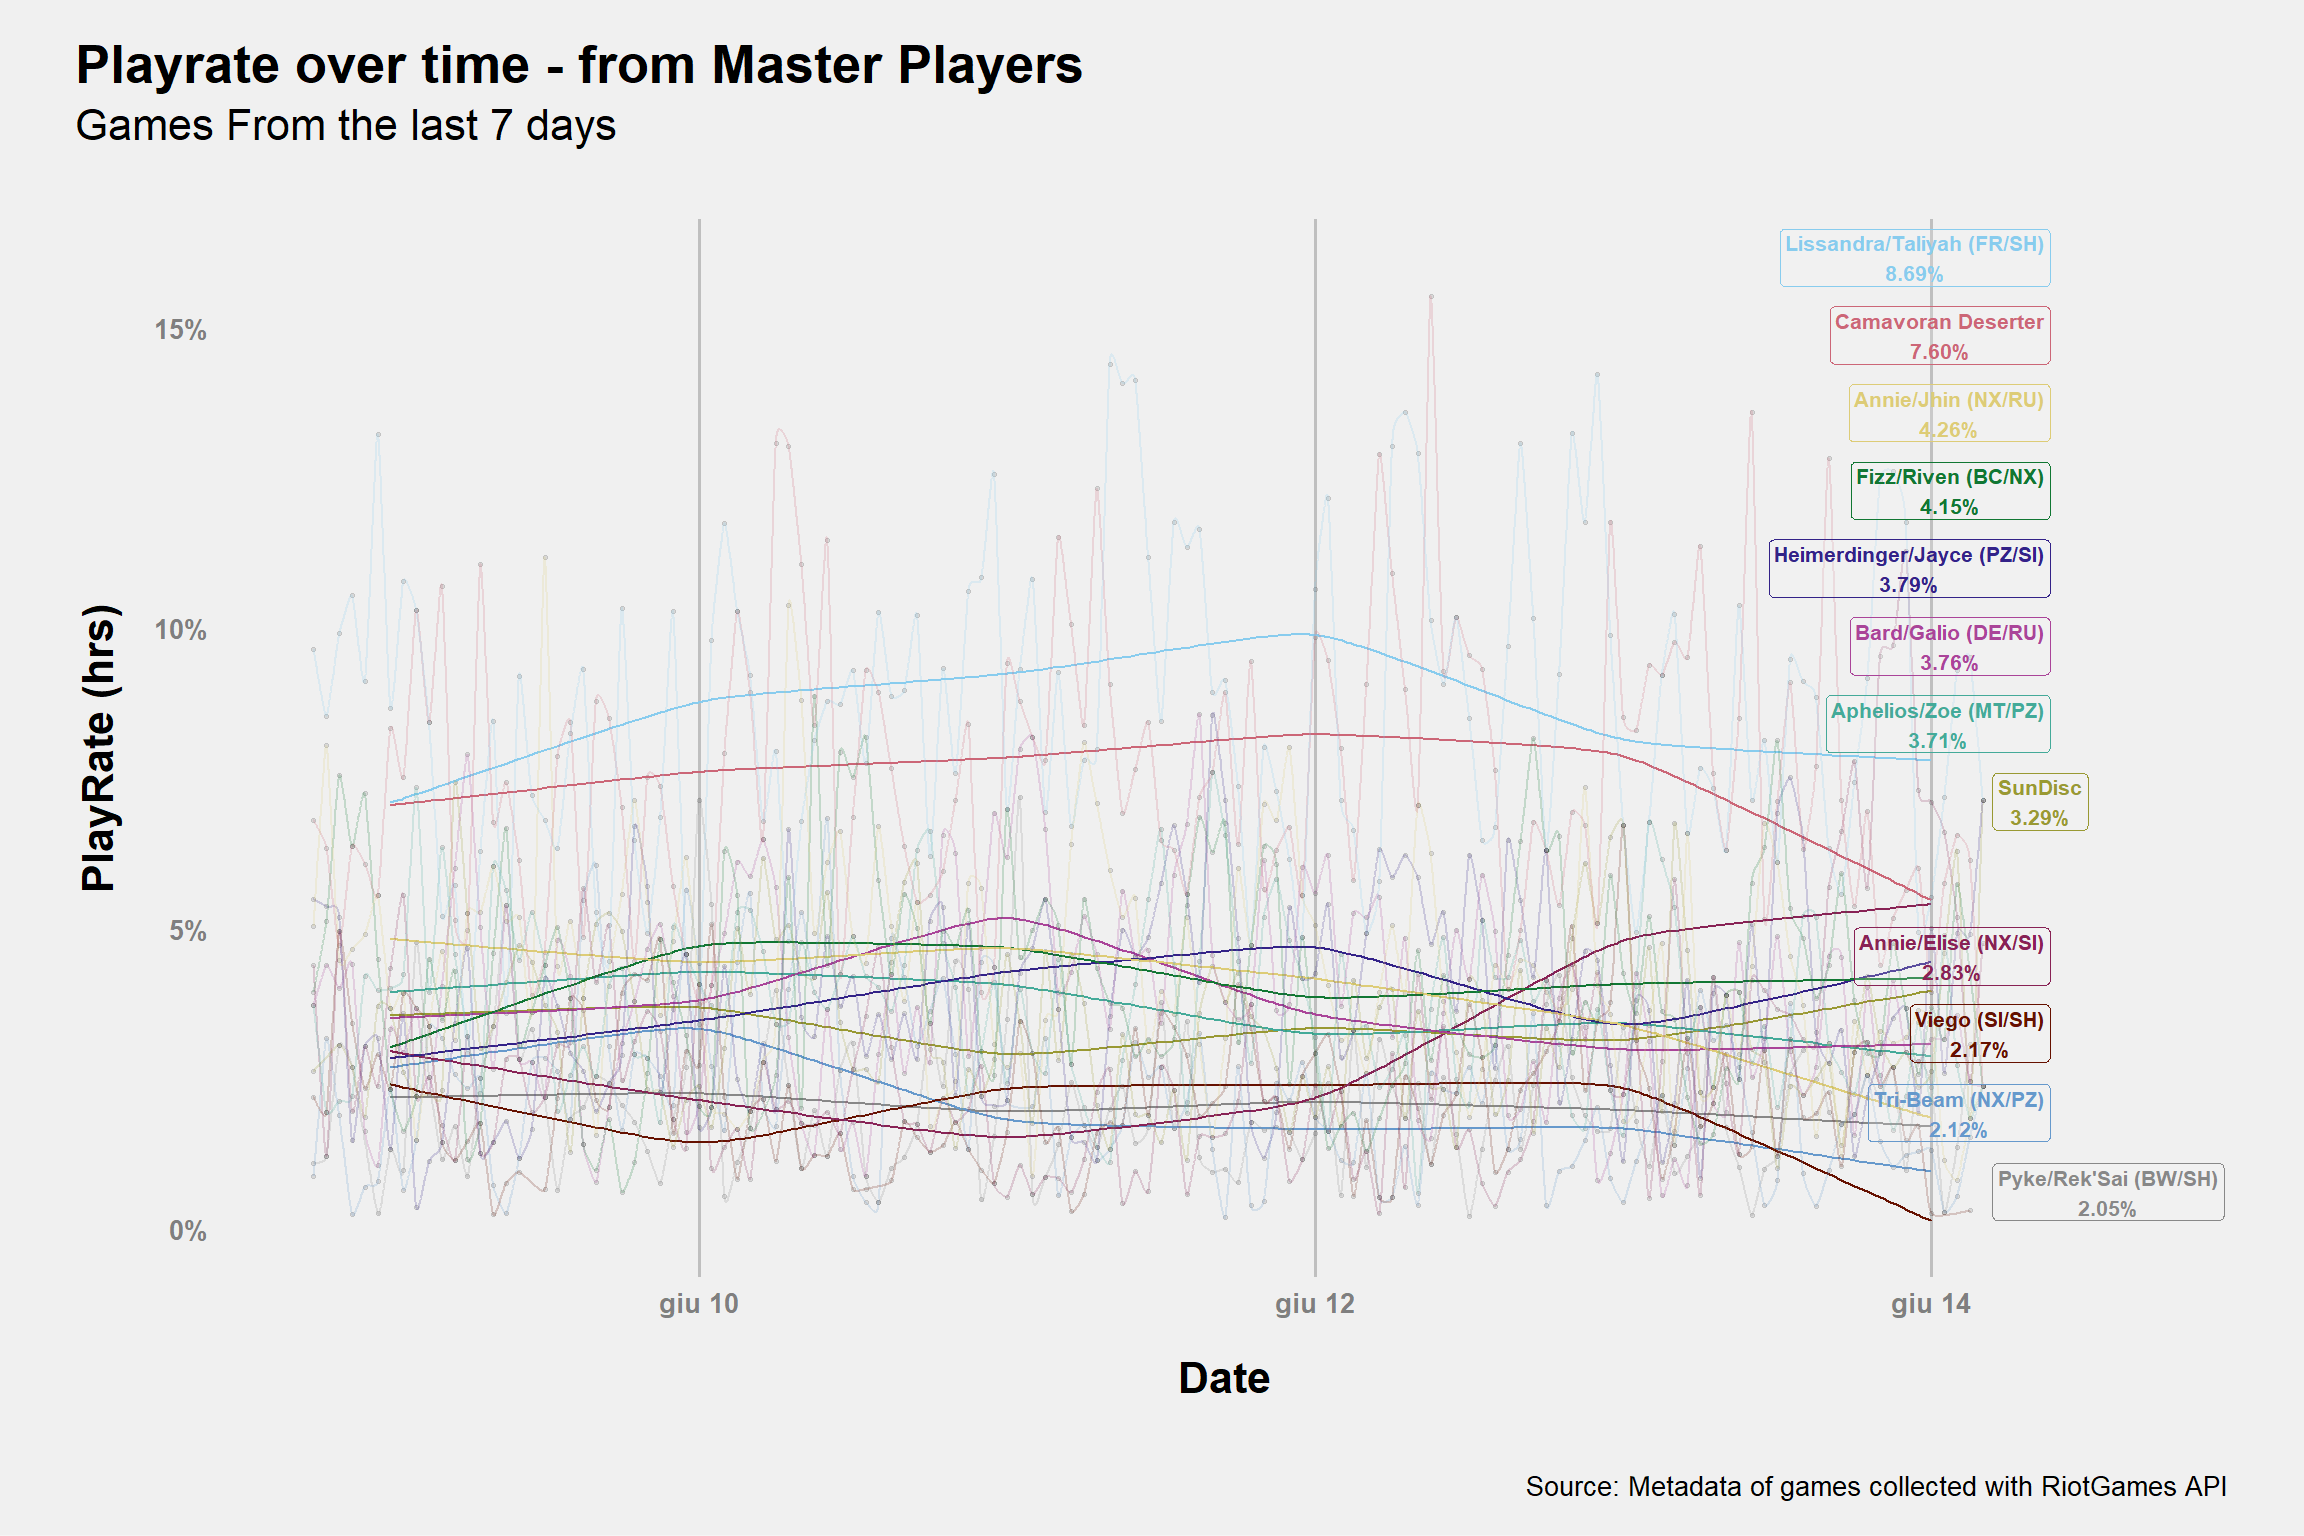 Playrate over time - from Master Players
Games From the last 7 days
PlayRate (hrs)
15%
10%
5%
0%
Lissandra/Taliyah (FR/SH)
8.69%
Camavoran Deserter
7.60%
Annie/Jhin (NX/RU)
4.26%
Fizz/Riven (BC/NX)
4.15%
Heimerdinger/Jayce (PZ/SI)
3.79%
Bard/Galio (DE/RU)
3.76%
Aphelios/Zoe (MT/PZ)
3.71%
SunDisc
3.29%
Annie/Elise (NX/SI)
2.83%
Viego (SI/SH)
2.17%
Tri-Beam (NX/PZ)
2.12%
Pyke/Rek'Sai (BW/SH)
2.05%
giu 10
giu 12
giu 14
Date
Source: Metadata of games collected with RiotGames API